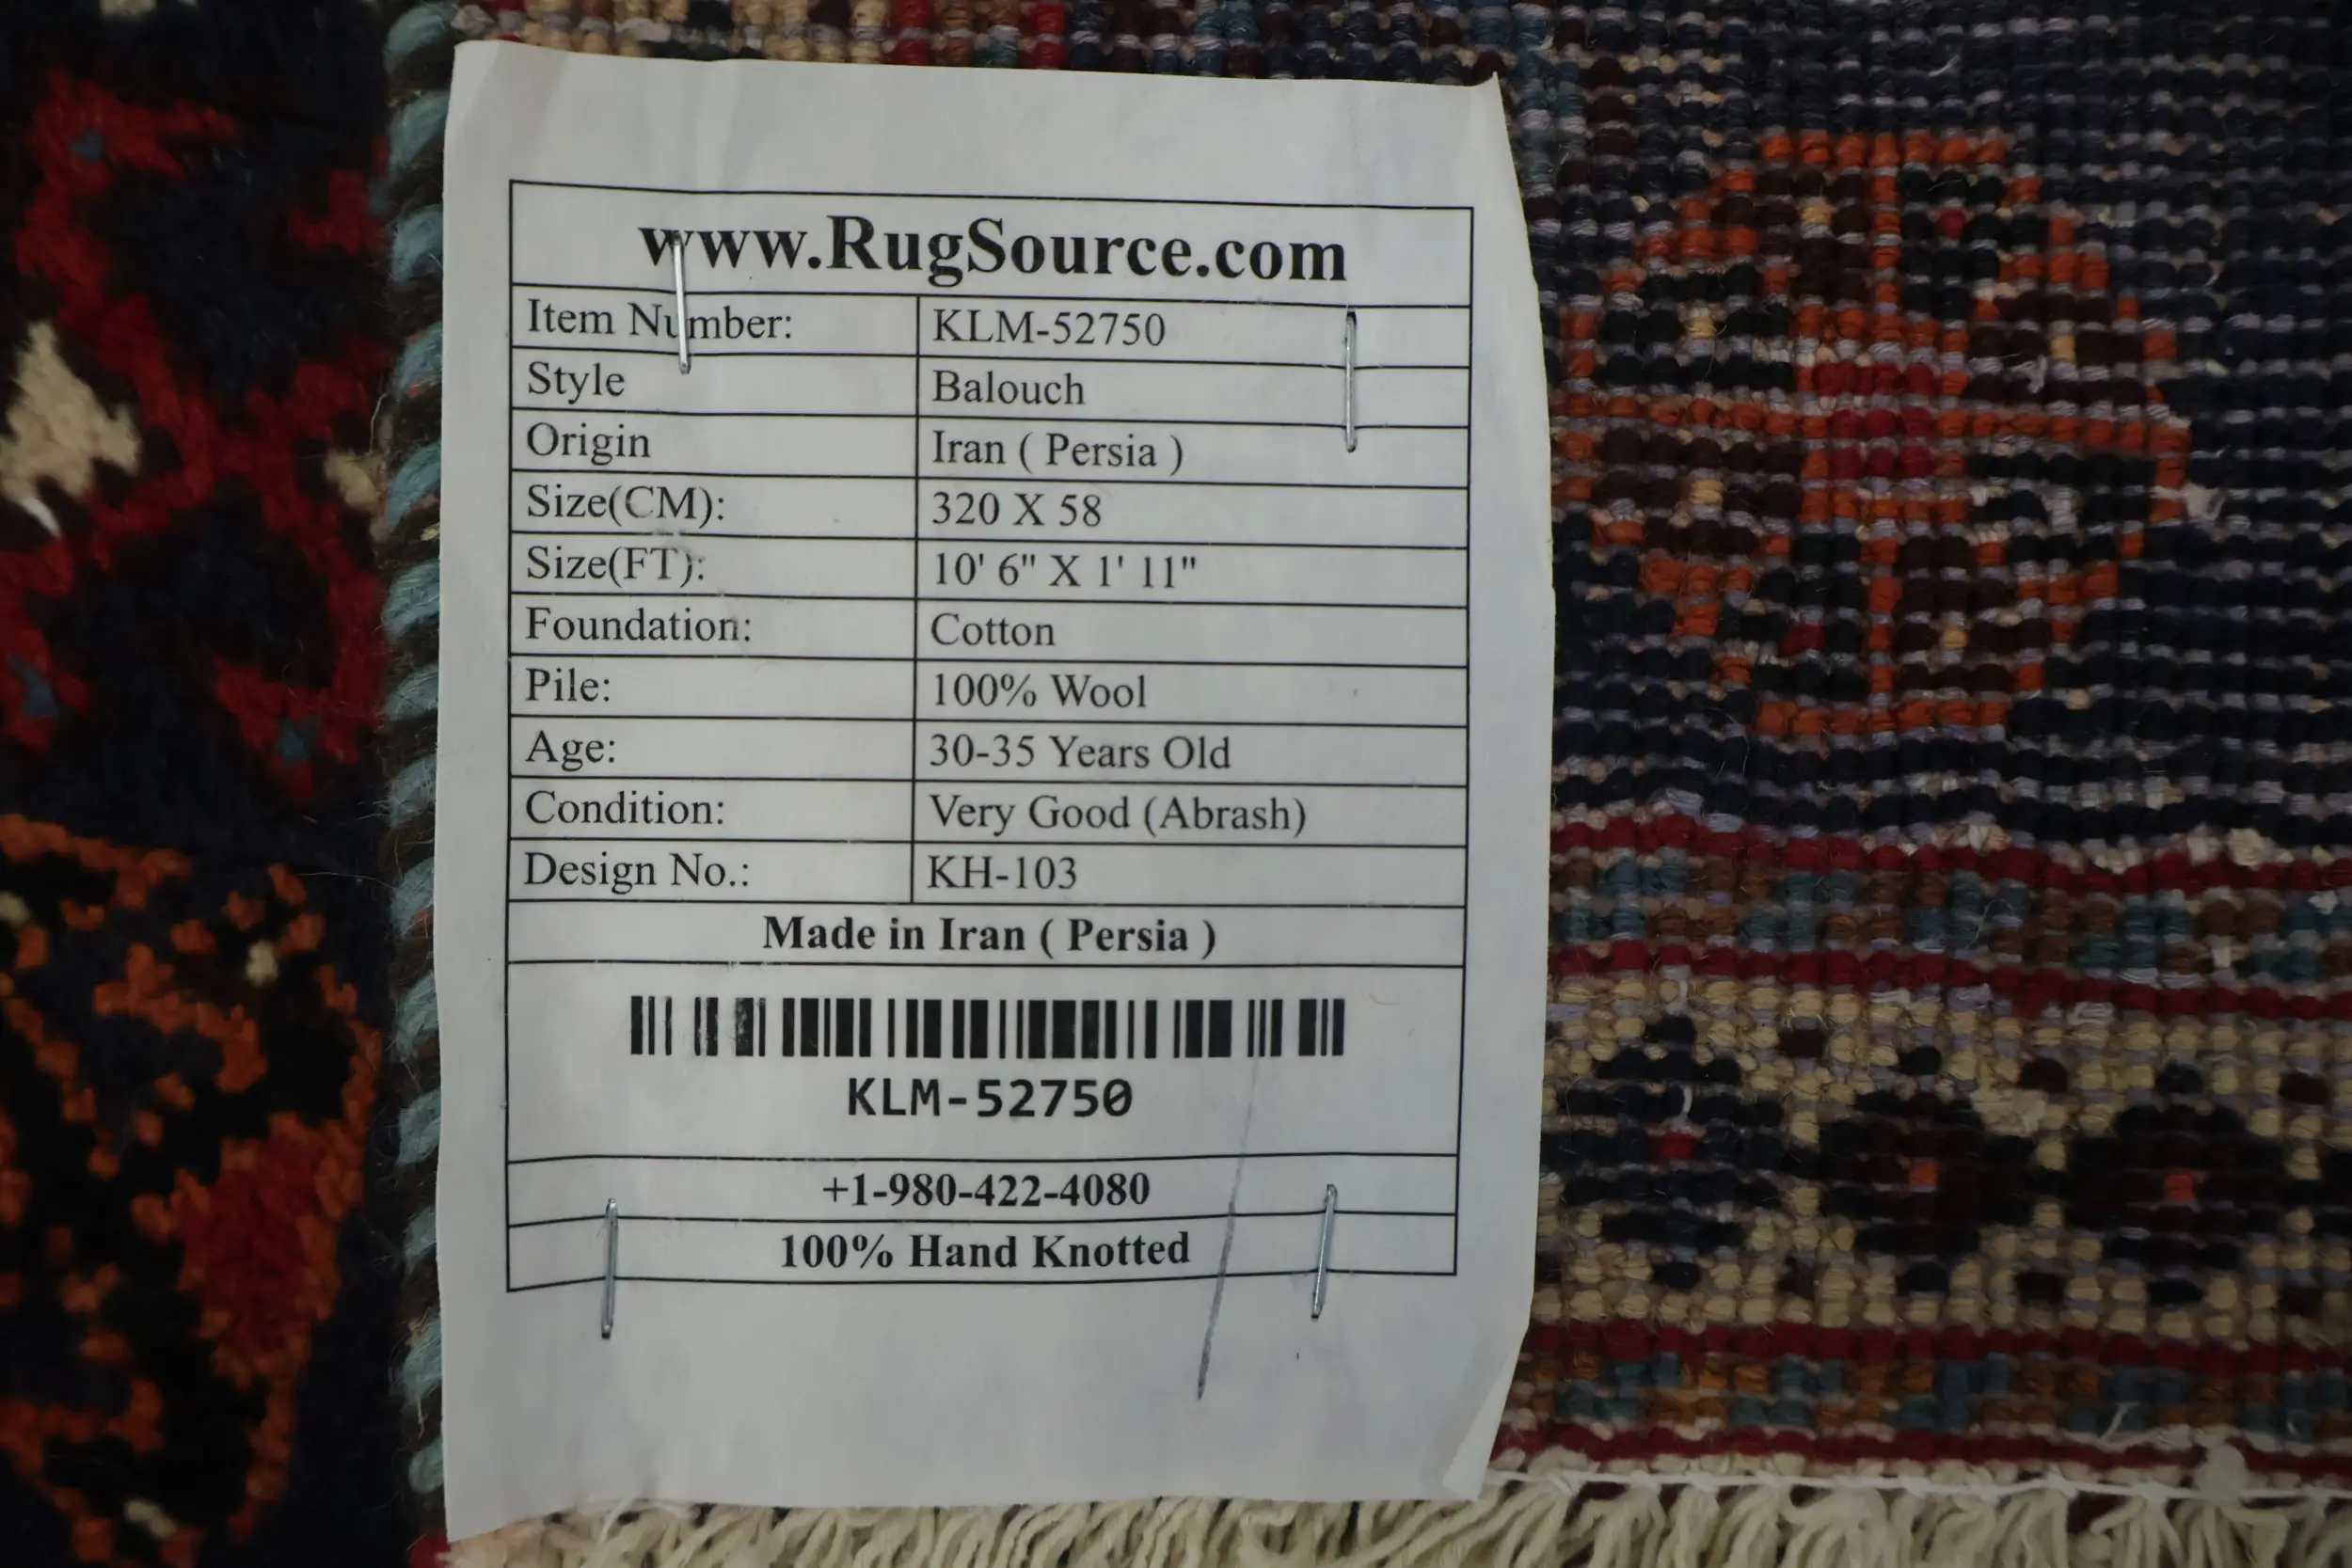 www.RugSource.com
Item Number: KLM-52750
Style Balouch
Origin Iran ( Persia )
Size(CM): 320 X 58
Size(FT): 10' 6" X 1' 11"
Foundation: Cotton
Pile: 100% Wool
Age: 30-35 Years Old
Condition: Very Good (Abrash)
Design No.: KH-103
Made in Iran ( Persia )
KLM-52750
+1-980-422-4080
100% Hand Knotted